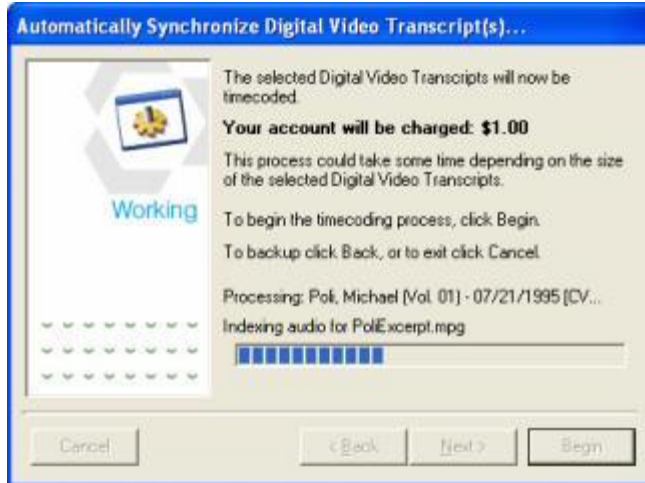 Automatically Synchronize Digital Video Transcript(s)...
The selected Digital Video Transcripts will now be
timecoded.
Your account will be charged: $1.00
This process could take some time depending on the size
of the selected Digital Video Transcripts.
Working
To begin the timecoding process, click Begin.
To backup click Back, or to exit click Cancel.
Processing: Poli, Michael (Vol. 01) - 07/21/1995 [CV...
Indexing audio for PoliExcerpt.mpg
Cancel
< Back
Next >
Begin